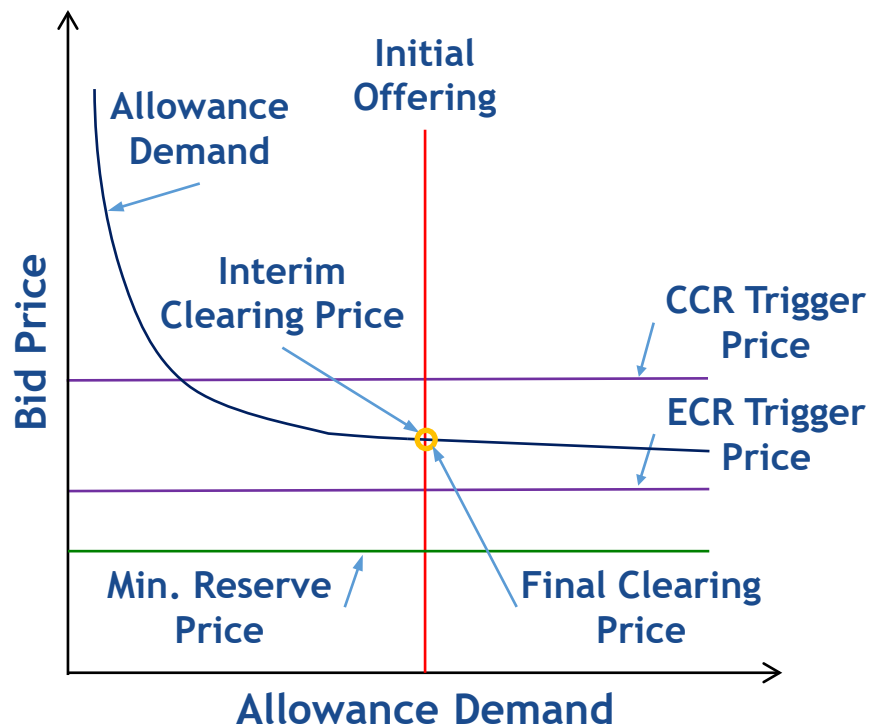 Initial
Offering
Allowance
Demand
Interim
Clearing Price
CCR Trigger
Price
ECR Trigger
Price
Bid Price
Min. Reserve
Price
Final Clearing
Price
Allowance Demand